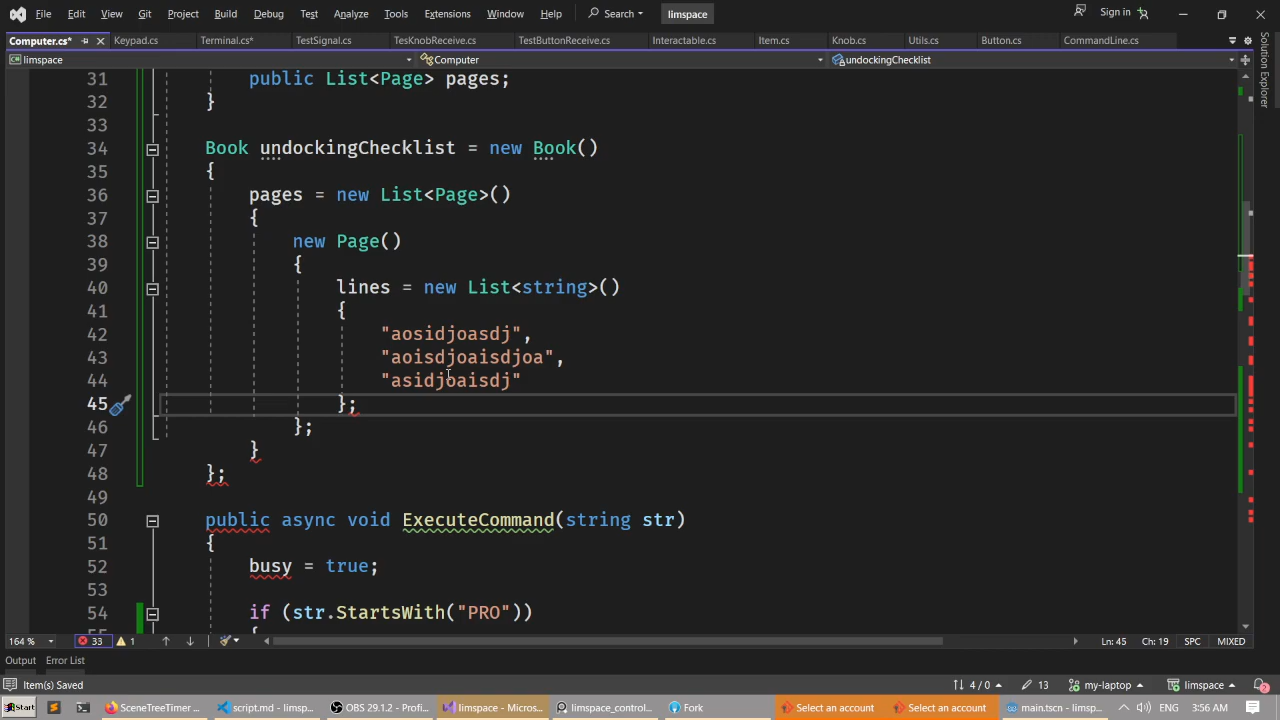 File Edit View Git Project Build Debug Test Analyze Tools Extensions Window Help Search limspace Sign in
Computer.cs* Keypad.cs Terminal.cs* TestSignal.cs TesKnobReceive.cs TestButtonReceive.cs Interactable.cs Item.cs Knob.cs Utils.cs Button.cs CommandLine.cs
limspace Computer undockingChecklist
Solution Explorer
31 public List<Page> pages;
32 }
33
34 Book undockingChecklist = new Book()
35 {
36 pages = new List<Page>()
37 {
38 new Page()
39 {
40 lines = new List<string>()
41 {
42 "aosidjoasdj",
43 "aoisdjoaisdjoa",
44 "asidjoaisdj"
45 };
46 };
47 }
48 };
49
50 public async void ExecuteCommand(string str)
51 {
52 busy = true;
53
54 if (str.StartsWith("PRO"))
164 % 33 1 Ln: 45 Ch: 19 SPC MIXED
Output Error List
Item(s) Saved 4 / 0 13 my-laptop limspace 2
Start SceneTreeTimer ... script.md - limsp... OBS 29.1.2 - Profi... limspace - Micros... limspace_control... Fork Select an account Select an account main.tscn - limsp... ENG 3:56 AM